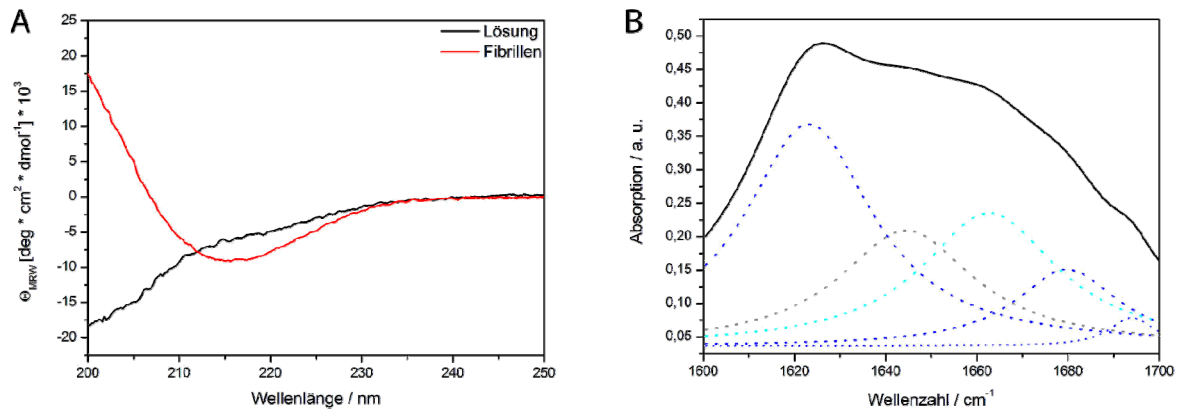 A
25
20
15
10
5
0
-5
-10
-15
-20
ΘMRW [deg * cm² * dmol⁻¹] * 10³
Lösung
Fibrillen
200 210 220 230 240 250
Wellenlänge / nm
B
0,50
0,45
0,40
0,35
0,30
0,25
0,20
0,15
0,10
0,05
Absorption / a. u.
1600 1620 1640 1660 1680 1700
Wellenzahl / cm⁻¹